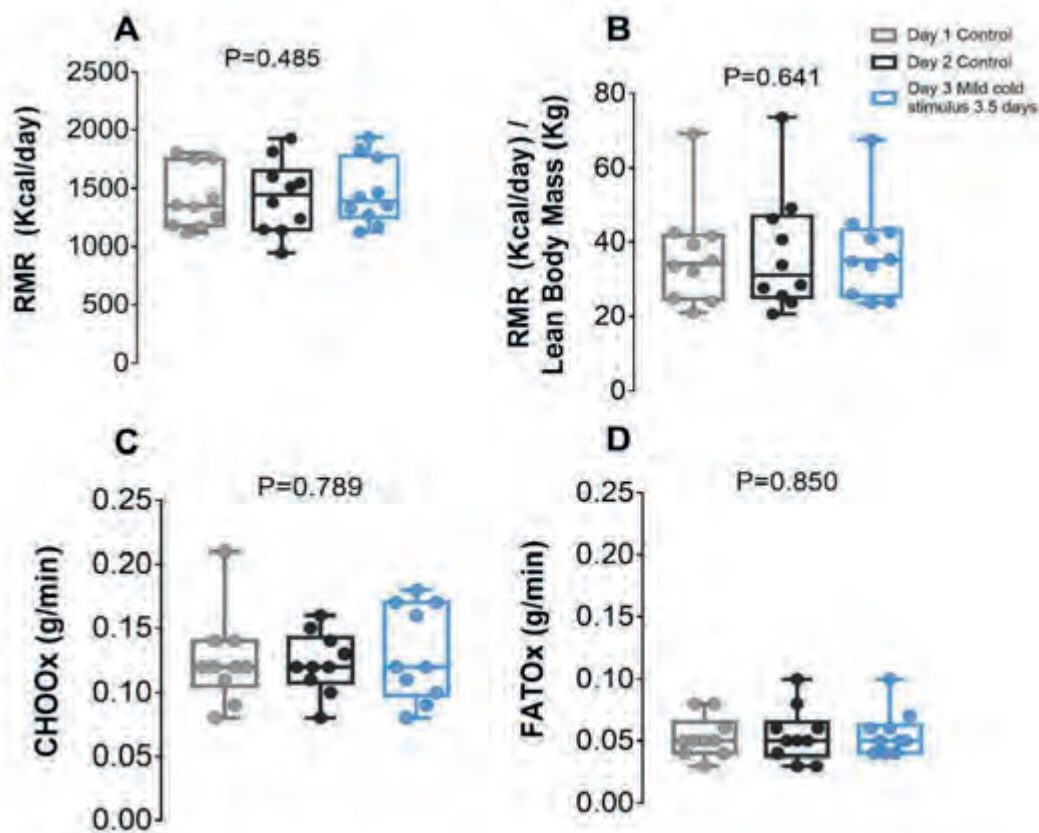 A
P=0.485
RMR (Kcal/day)
2500
2000
1500
1000
500
0
B
P=0.641
Day 1 Control
Day 2 Control
Day 3 Mild cold
stimulus 3.5 days
RMR (Kcal/day) /
Lean Body Mass (Kg)
80
60
40
20
0
C
P=0.789
CHOOx (g/min)
0.25
0.20
0.15
0.10
0.05
0.00
D
P=0.850
FATOx (g/min)
0.25
0.20
0.15
0.10
0.05
0.00